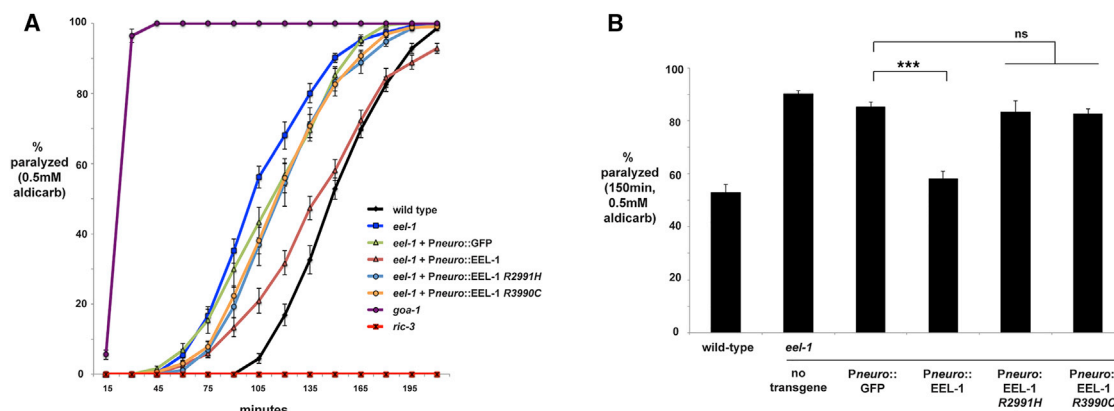 A
100
80
60
40
20
0
%
paralyzed
(0.5mM
aldicarb)
15 45 75 105 135 165 195
minutes
wild type
eel-1
eel-1 + Pneuro::GFP
eel-1 + Pneuro::EEL-1
eel-1 + Pneuro::EEL-1 R2991H
eel-1 + Pneuro::EEL-1 R3990C
goa-1
ric-3
B
ns
***
100
80
60
40
20
0
%
paralyzed
(150min,
0.5mM
aldicarb)
wild-type
eel-1
no
transgene
Pneuro::
GFP
Pneuro::
EEL-1
Pneuro:
EEL-1
R2991H
Pneuro:
EEL-1
R3990C